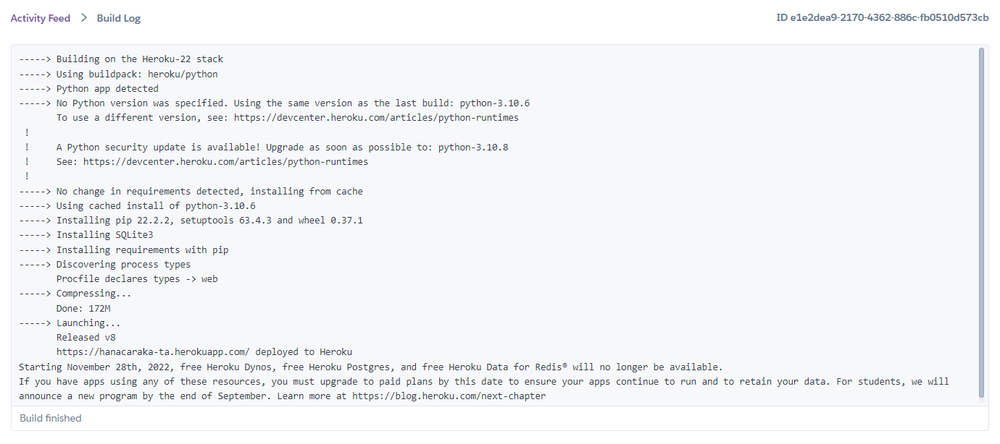 Activity Feed > Build Log ID e1e2dea9-2170-4362-886c-fb0510d573cb
-----> Building on the Heroku-22 stack
-----> Using buildpack: heroku/python
-----> Python app detected
-----> No Python version was specified. Using the same version as the last build: python-3.10.6
To use a different version, see: https://devcenter.heroku.com/articles/python-runtimes
!
! A Python security update is available! Upgrade as soon as possible to: python-3.10.8
! See: https://devcenter.heroku.com/articles/python-runtimes
!
-----> No change in requirements detected, installing from cache
-----> Using cached install of python-3.10.6
-----> Installing pip 22.2.2, setuptools 63.4.3 and wheel 0.37.1
-----> Installing SQLite3
-----> Installing requirements with pip
-----> Discovering process types
Procfile declares types -> web
-----> Compressing...
Done: 172M
-----> Launching...
Released v8
https://hanacaraka-ta.herokuapp.com/ deployed to Heroku
Starting November 28th, 2022, free Heroku Dynos, free Heroku Postgres, and free Heroku Data for Redis® will no longer be available.
If you have apps using any of these resources, you must upgrade to paid plans by this date to ensure your apps continue to run and to retain your data. For students, we will
announce a new program by the end of September. Learn more at https://blog.heroku.com/next-chapter
Build finished